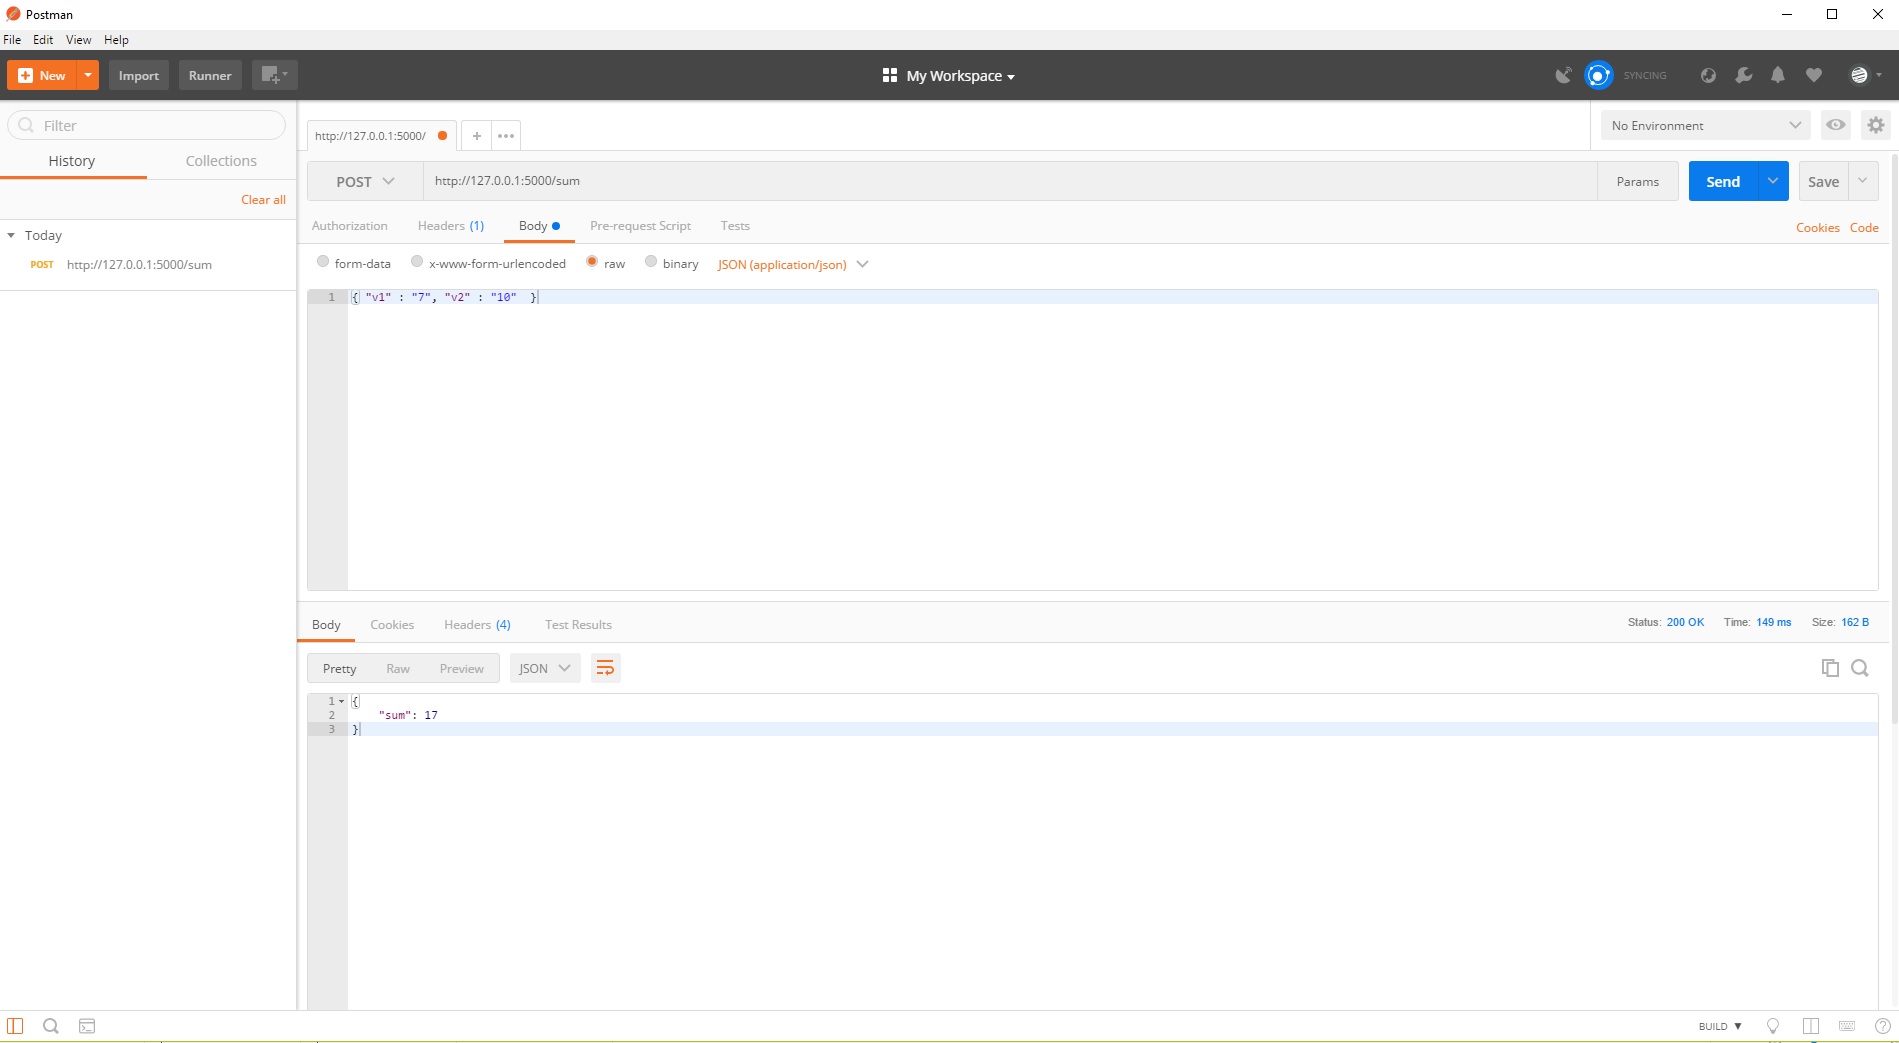 Postman
File Edit View Help
New Import Runner My Workspace SYNCING
Filter
History Collections
Clear all
Today
POST http://127.0.0.1:5000/sum
http://127.0.0.1:5000/ + ••• No Environment
POST http://127.0.0.1:5000/sum Params Send Save
Authorization Headers (1) Body Pre-request Script Tests Cookies Code
form-data x-www-form-urlencoded raw binary JSON (application/json)
1 { "v1" : "7", "v2" : "10"  }
Body Cookies Headers (4) Test Results Status: 200 OK Time: 149 ms Size: 162 B
Pretty Raw Preview JSON
1 {
2 "sum": 17
3 }
BUILD